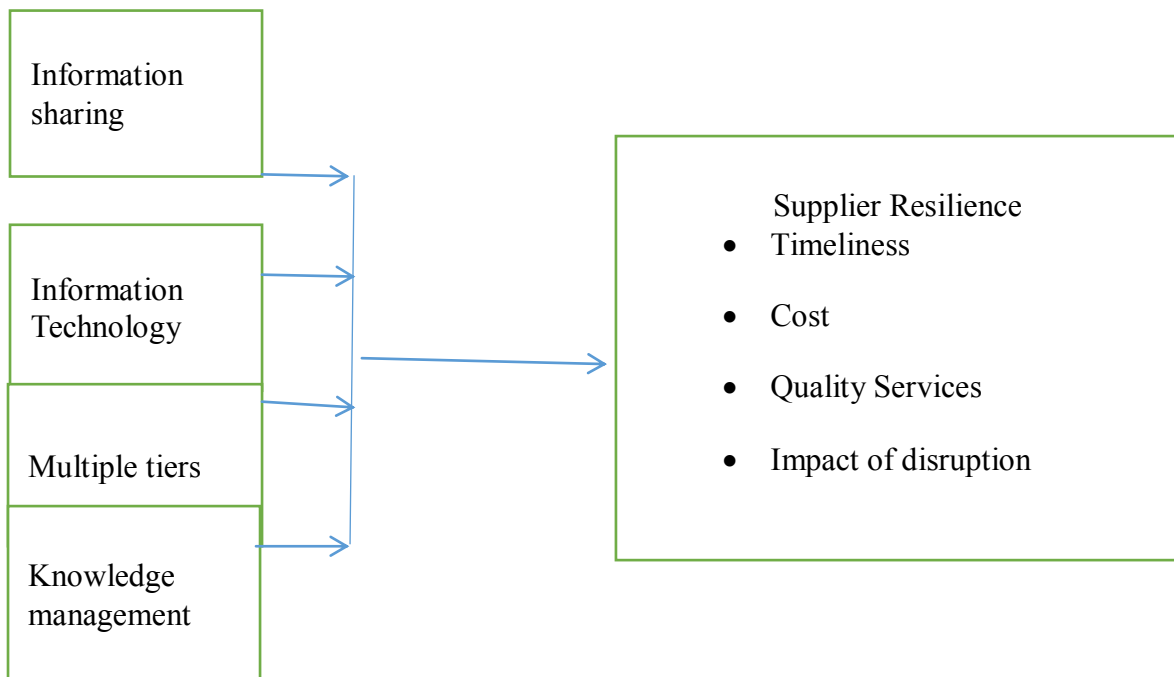 Information
sharing
Information
Technology
Multiple tiers
Knowledge
management
Supplier Resilience
• Timeliness
• Cost
• Quality Services
• Impact of disruption